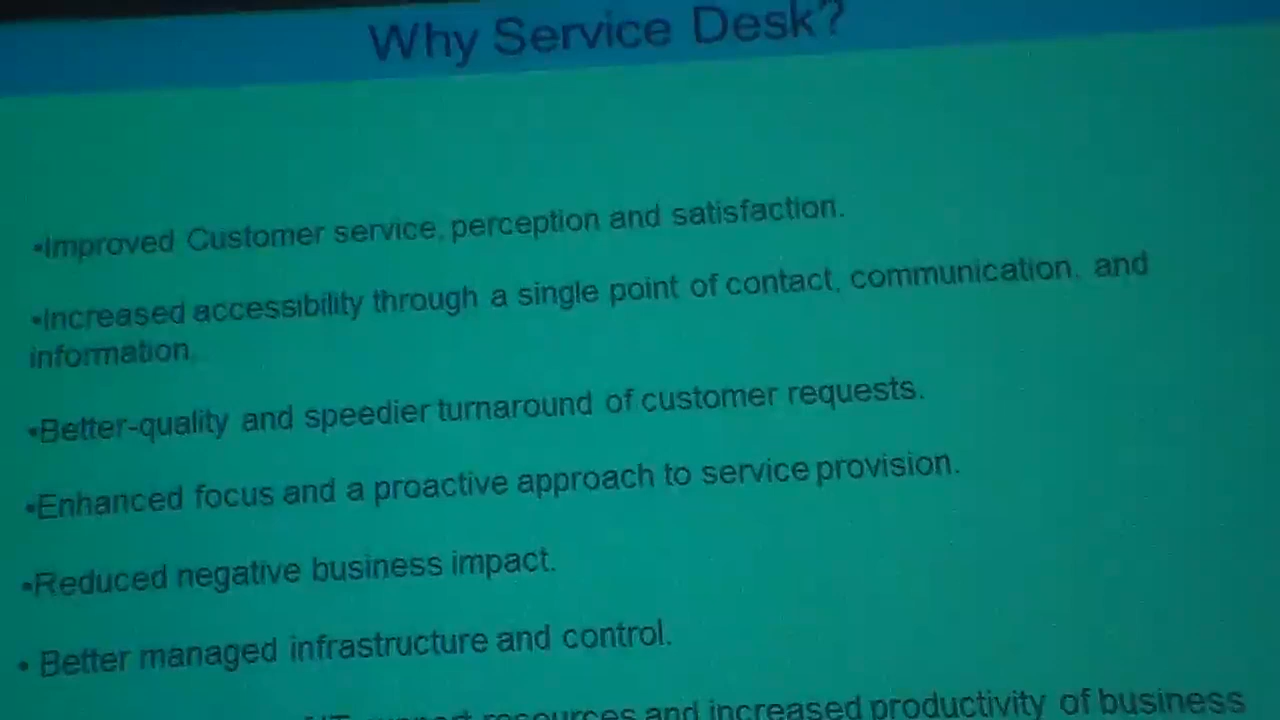 Why Service Desk?
•Improved Customer service, perception and satisfaction.
•Increased accessibility through a single point of contact, communication, and
information.
•Better-quality and speedier turnaround of customer requests.
•Enhanced focus and a proactive approach to service provision.
•Reduced negative business impact.
• Better managed infrastructure and control.
resources and increased productivity of business